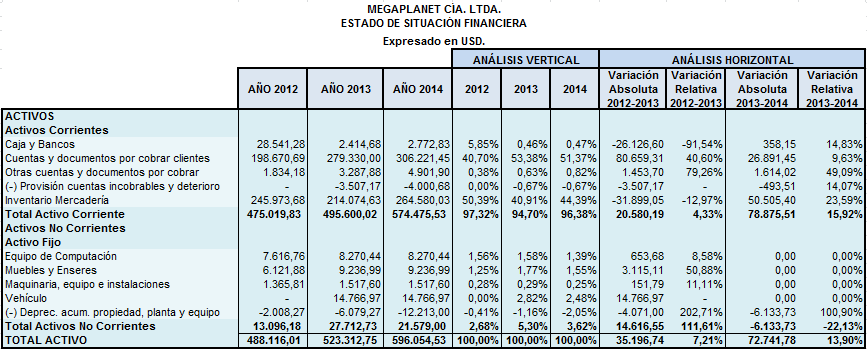 MEGAPLANET CÌA. LTDA.
ESTADO DE SITUACIÓN FINANCIERA
Expresado en USD.
ANÁLISIS VERTICAL ANÁLISIS HORIZONTAL
AÑO 2012 AÑO 2013 AÑO 2014 2012 2013 2014 Variación Absoluta 2012-2013 Variación Relativa 2012-2013 Variación Absoluta 2013-2014 Variación Relativa 2013-2014
ACTIVOS
Activos Corrientes
Caja y Bancos 28.541,28 2.414,68 2.772,83 5,85% 0,46% 0,47% -26.126,60 -91,54% 358,15 14,83%
Cuentas y documentos por cobrar clientes 198.670,69 279.330,00 306.221,45 40,70% 53,38% 51,37% 80.659,31 40,60% 26.891,45 9,63%
Otras cuentas y documentos por cobrar 1.834,18 3.287,88 4.901,90 0,38% 0,63% 0,82% 1.453,70 79,26% 1.614,02 49,09%
(-) Provisión cuentas incobrables y deterioro - -3.507,17 -4.000,68 0,00% -0,67% -0,67% -3.507,17 - -493,51 14,07%
Inventario Mercadería 245.973,68 214.074,63 264.580,03 50,39% 40,91% 44,39% -31.899,05 -12,97% 50.505,40 23,59%
Total Activo Corriente 475.019,83 495.600,02 574.475,53 97,32% 94,70% 96,38% 20.580,19 4,33% 78.875,51 15,92%
Activos No Corrientes
Activo Fijo
Equipo de Computación 7.616,76 8.270,44 8.270,44 1,56% 1,58% 1,39% 653,68 8,58% 0,00 0,00%
Muebles y Enseres 6.121,88 9.236,99 9.236,99 1,25% 1,77% 1,55% 3.115,11 50,88% 0,00 0,00%
Maquinaria, equipo e instalaciones 1.365,81 1.517,60 1.517,60 0,28% 0,29% 0,25% 151,79 11,11% 0,00 0,00%
Vehículo - 14.766,97 14.766,97 0,00% 2,82% 2,48% 14.766,97 - 0,00 0,00%
(-) Deprec. acum. propiedad, planta y equipo -2.008,27 -6.079,27 -12.213,00 -0,41% -1,16% -2,05% -4.071,00 202,71% -6.133,73 100,90%
Total Activos No Corrientes 13.096,18 27.712,73 21.579,00 2,68% 5,30% 3,62% 14.616,55 111,61% -6.133,73 -22,13%
TOTAL ACTIVO 488.116,01 523.312,75 596.054,53 100,00% 100,00% 100,00% 35.196,74 7,21% 72.741,78 13,90%